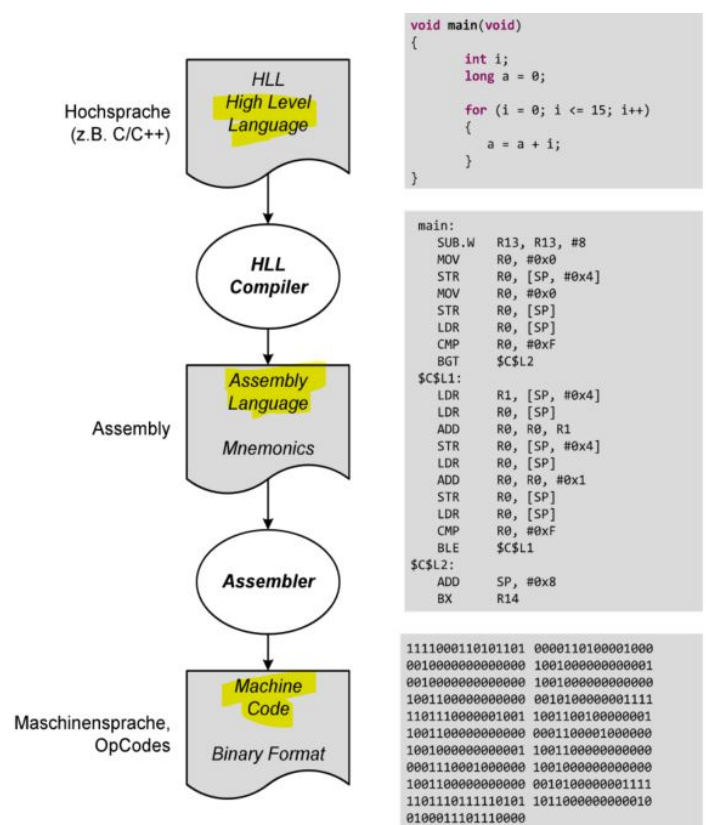 Hochsprache
(z.B. C/C++)
HLL
High Level
Language
HLL
Compiler
Assembly
Assembly
Language
Mnemonics
Assembler
Maschinensprache,
OpCodes
Machine
Code
Binary Format
void main(void)
{
int i;
long a = 0;
for (i = 0; i <= 15; i++)
{
a = a + i;
}
}
main:
SUB.W R13, R13, #8
MOV R0, #0x0
STR R0, [SP, #0x4]
MOV R0, #0x0
STR R0, [SP]
LDR R0, [SP]
CMP R0, #0xF
BGT $C$L2
$C$L1:
LDR R1, [SP, #0x4]
LDR R0, [SP]
ADD R0, R0, R1
STR R0, [SP, #0x4]
LDR R0, [SP]
ADD R0, R0, #0x1
STR R0, [SP]
LDR R0, [SP]
CMP R0, #0xF
BLE $C$L1
$C$L2:
ADD SP, #0x8
BX R14
1111000110101101 0000110100001000
0010000000000000 1001000000000001
0010000000000000 1001000000000000
1001100000000000 0010100000001111
1101110000001001 1001100100000001
1001100000000000 0001100001000000
1001000000000001 1001100000000000
0001110001000000 1001000000000000
1001100000000000 0010100000001111
1101110111110101 1011000000000010
0100011101110000